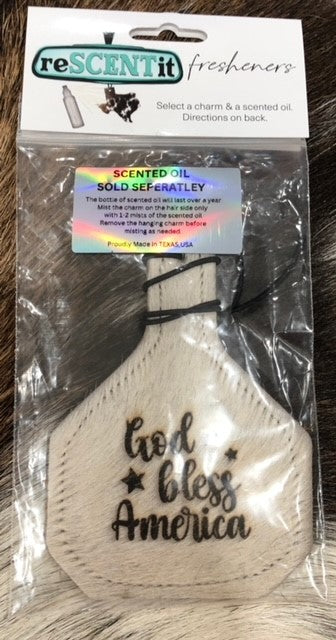 reSCENTit fresheners
Select a charm & a scented oil.
Directions on back.
SCENTED OIL
SOLD SEFERATLEY
The bottle of scented oil will last over a year
Mist the charm on the hair side only
with 1-2 mists of the scented oil
Remove the hanging charm before
misting as needed.
Proudly Made in TEXAS,USA
God
bless
America